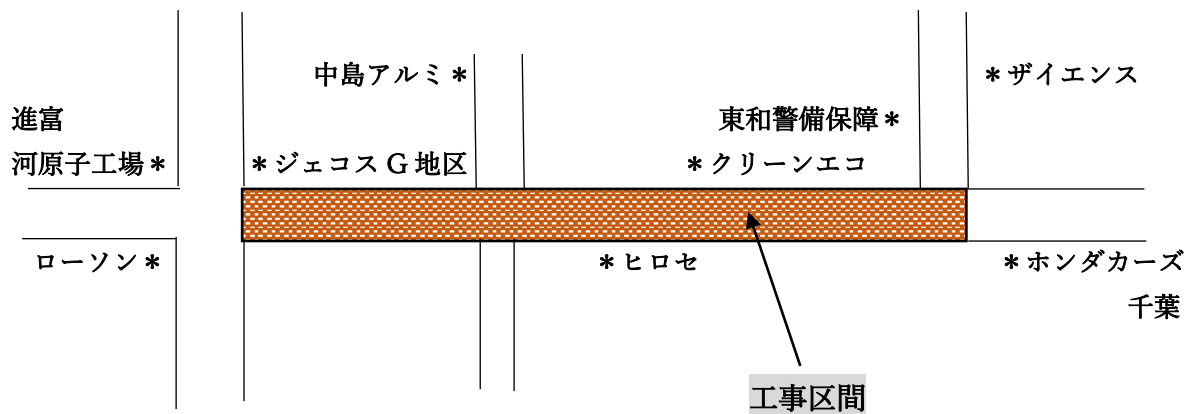 中島アルミ*
*ザイエンス
進富
東和警備保障*
河原子工場*
*ジェコスG地区
*クリーンエコ
ローソン*
*ヒロセ
*ホンダカーズ
千葉
工事区間